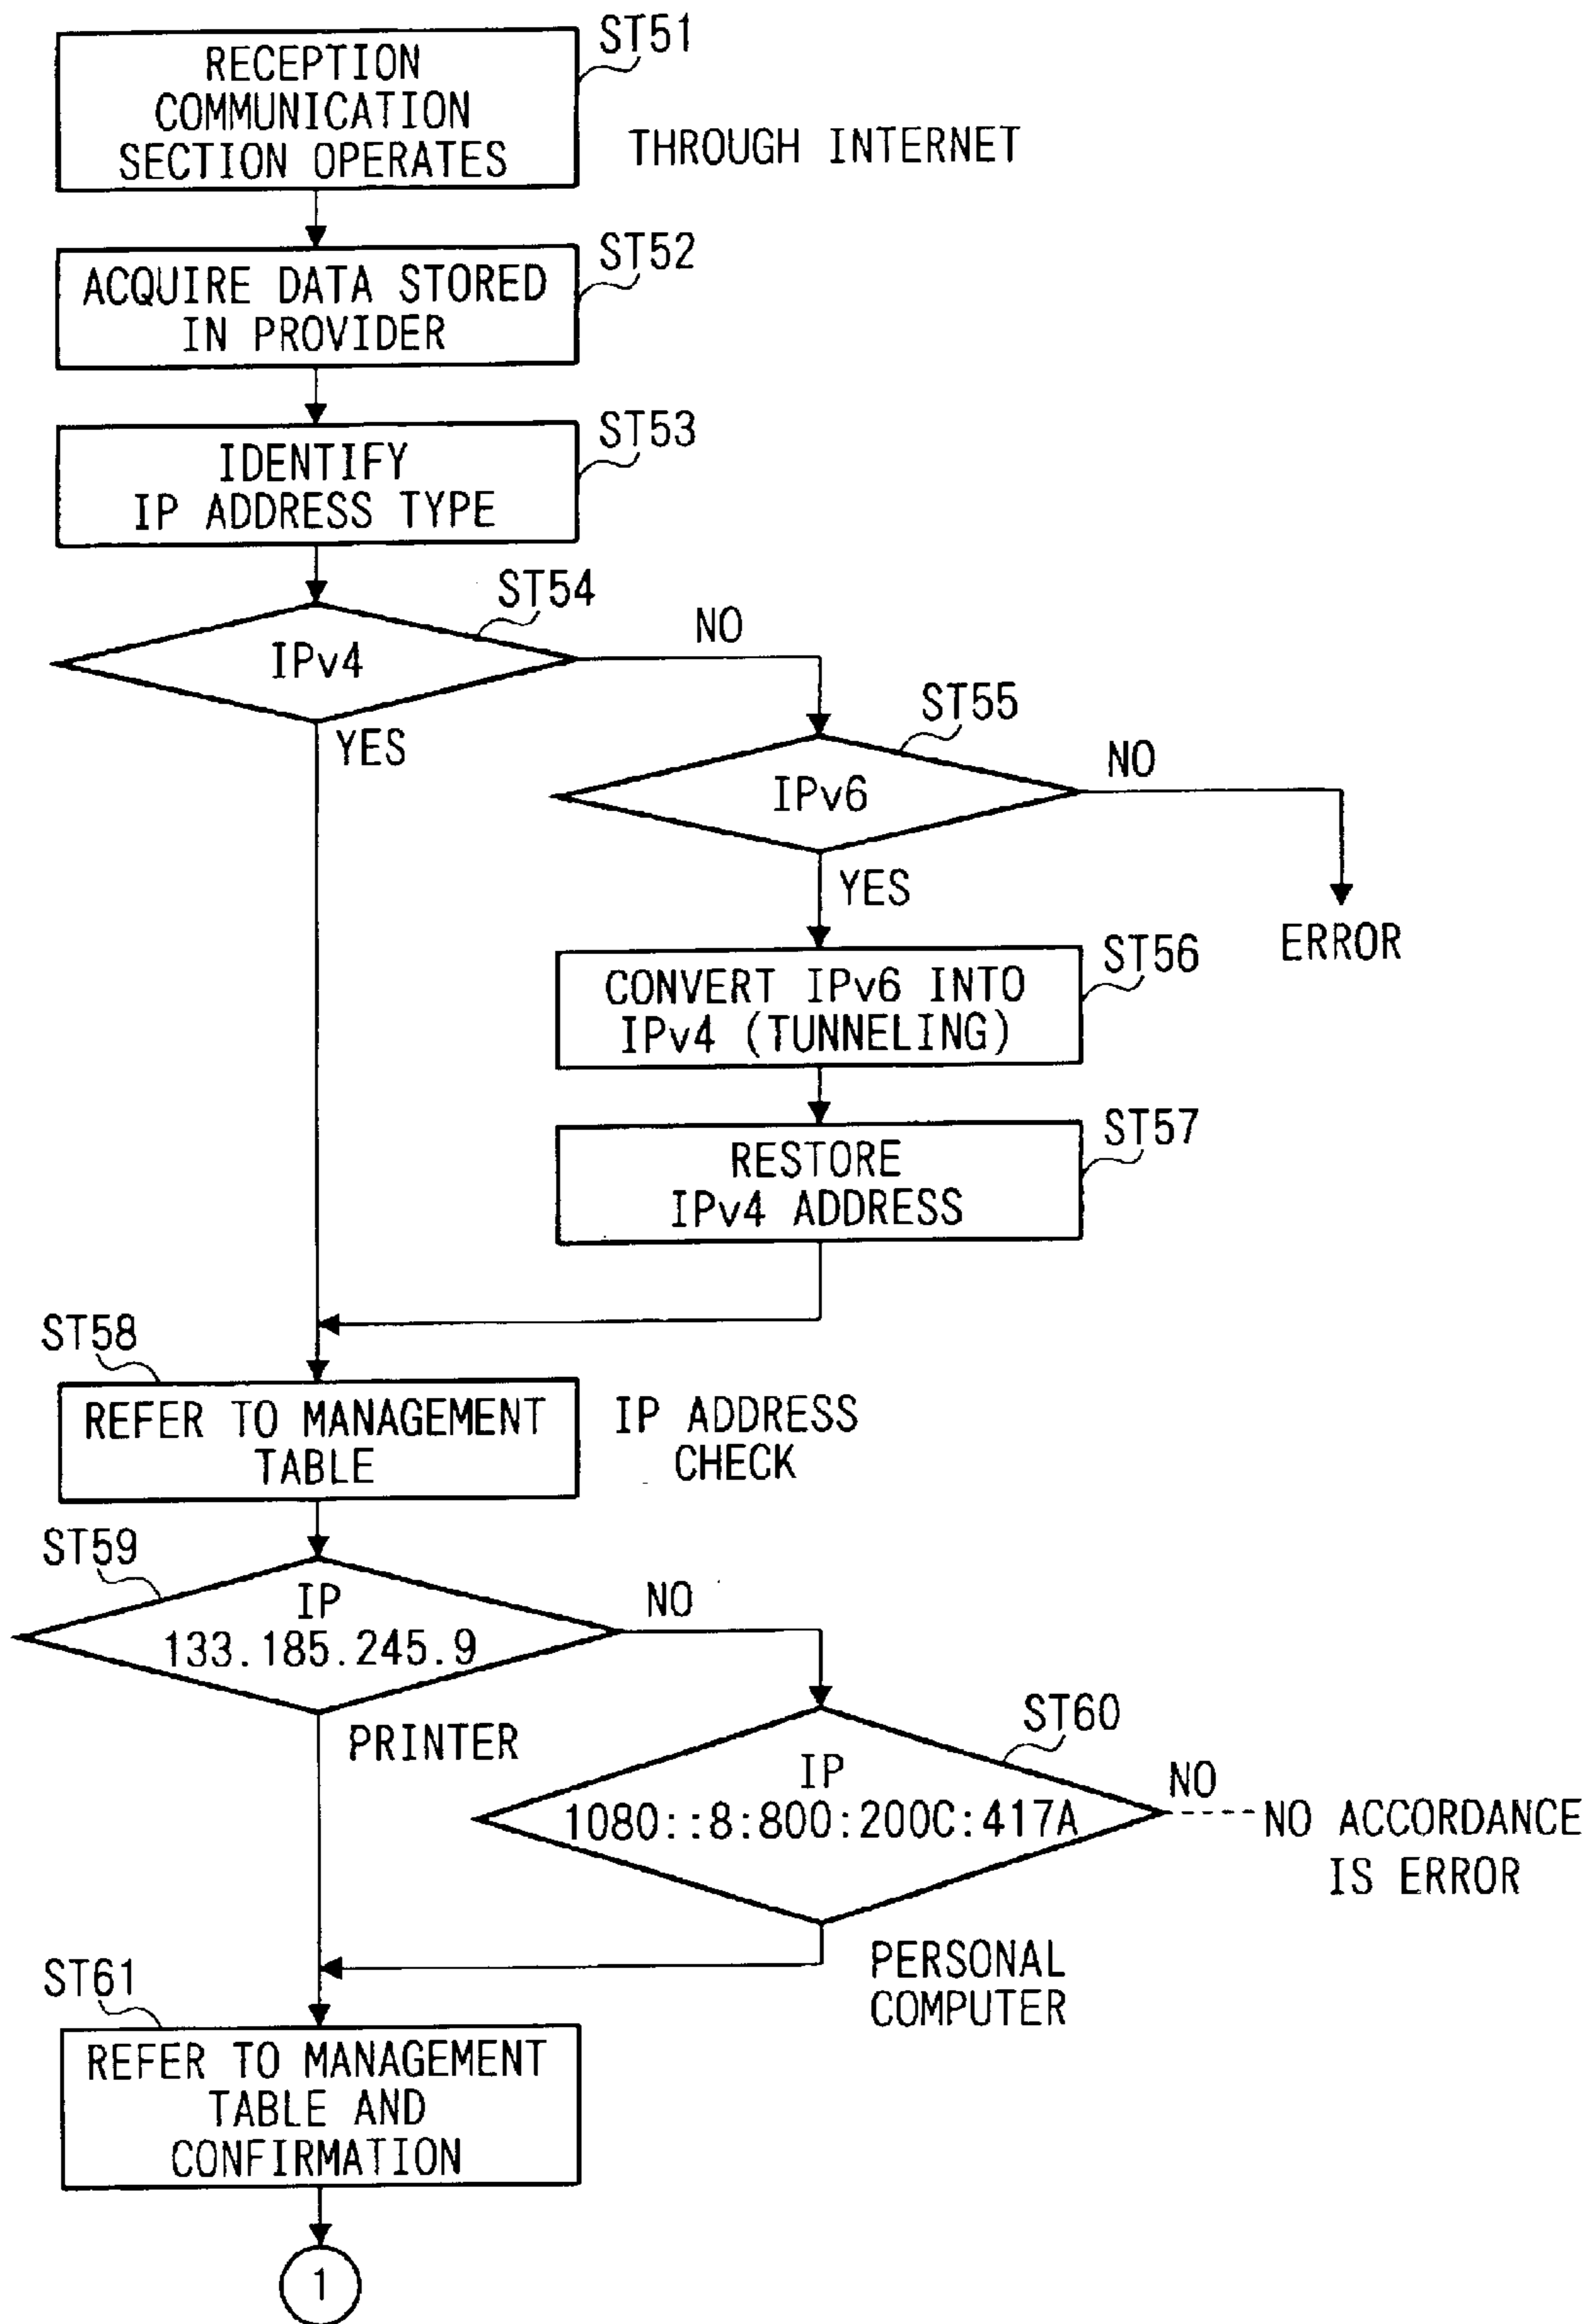 ST51
RECEPTION
COMMUNICATION
SECTION OPERATES
THROUGH INTERNET
ST52
ACQUIRE DATA STORED
IN PROVIDER
ST53
IDENTIFY
IP ADDRESS TYPE
ST54
IPv4
NO
YES
ST55
IPv6
NO
YES
ERROR
ST56
CONVERT IPv6 INTO
IPv4 (TUNNELING)
ST57
RESTORE
IPv4 ADDRESS
ST58
REFER TO MANAGEMENT
TABLE
IP ADDRESS
CHECK
ST59
IP
133.185.245.9
NO
PRINTER
ST60
IP
1080::8:800:200C:417A
NO
NO ACCORDANCE
IS ERROR
PERSONAL
COMPUTER
ST61
REFER TO MANAGEMENT
TABLE AND
CONFIRMATION
1